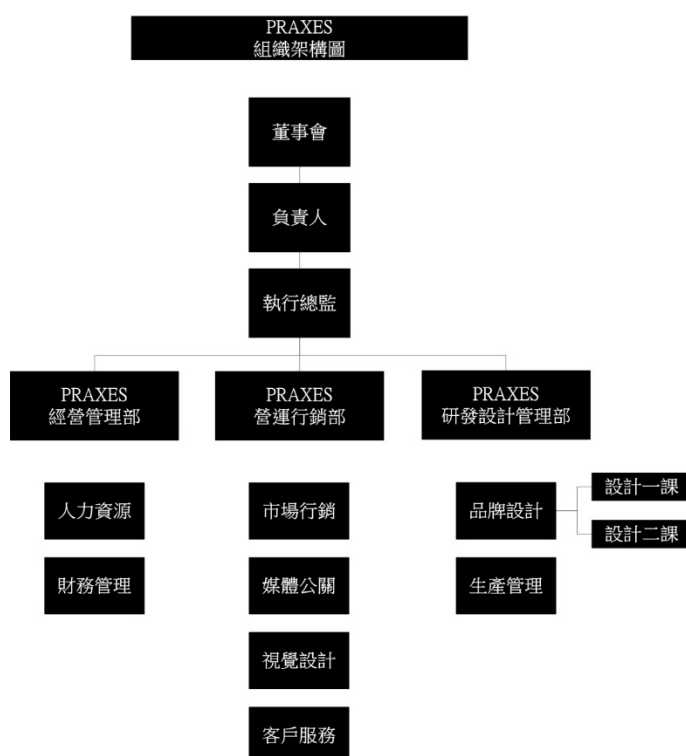 PRAXES
組織架構圖
董事會
負責人
執行總監
PRAXES
經營管理部
PRAXES
營運行銷部
PRAXES
研發設計管理部
人力資源
財務管理
市場行銷
媒體公關
視覺設計
客戶服務
品牌設計
設計一課
設計二課
生產管理